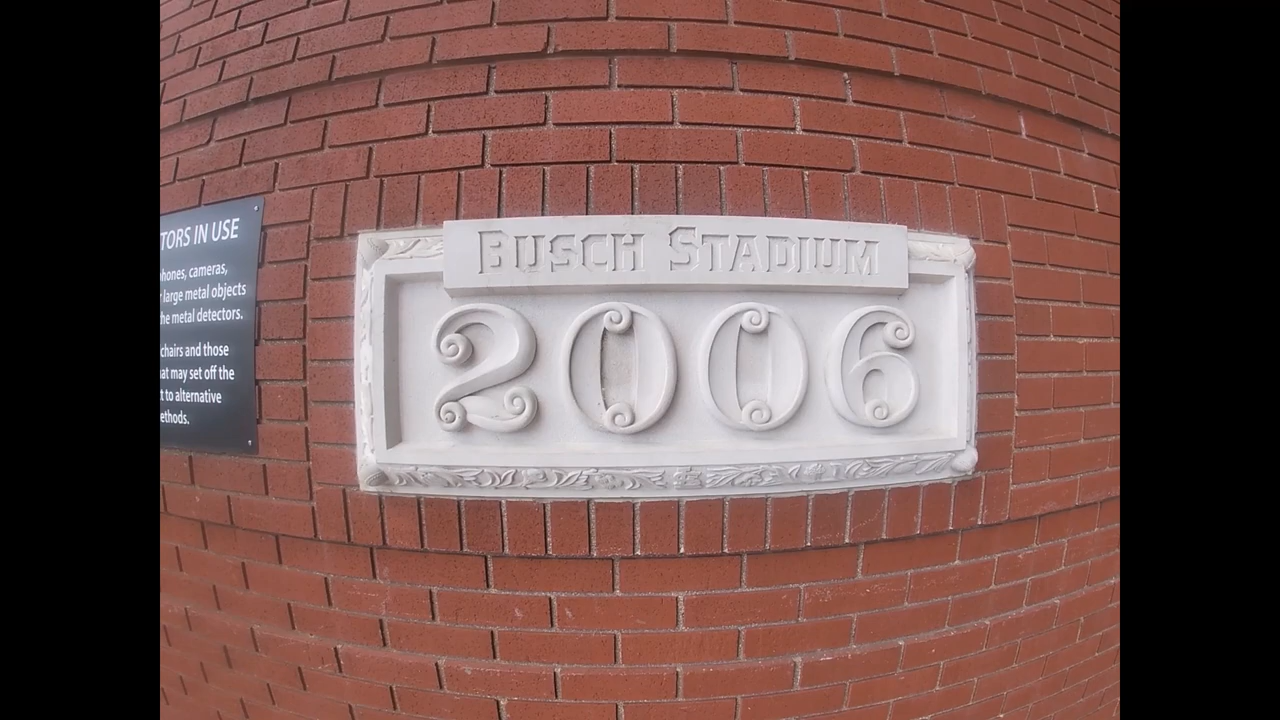 TORS IN USE
phones, cameras,
r large metal objects
he metal detectors.
chairs and those
at may set off the
t to alternative
ethods.
BUSCH STADIUM
2006